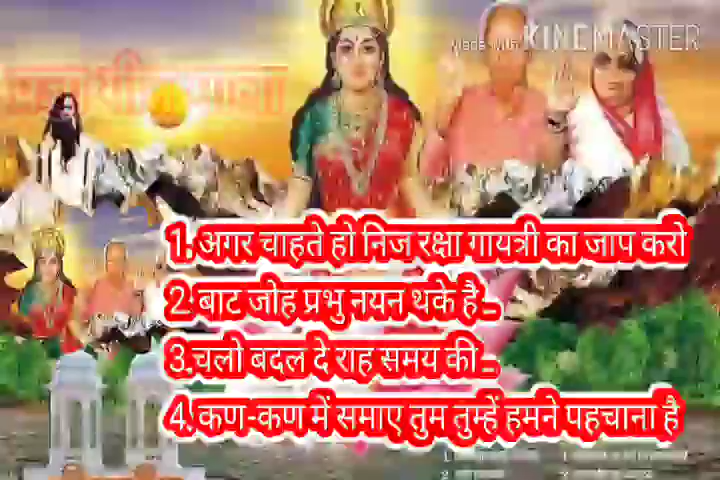 Made with KINEMASTER
1. अगर चाहते हो निज रक्षा गायत्री का जाप करो
2 बाट जोह प्रभु नयन थके है..
3.चलो बदल दे राह समय की..
4. कण-कण में समाए तुम तुम्हें हमने पहचाना है